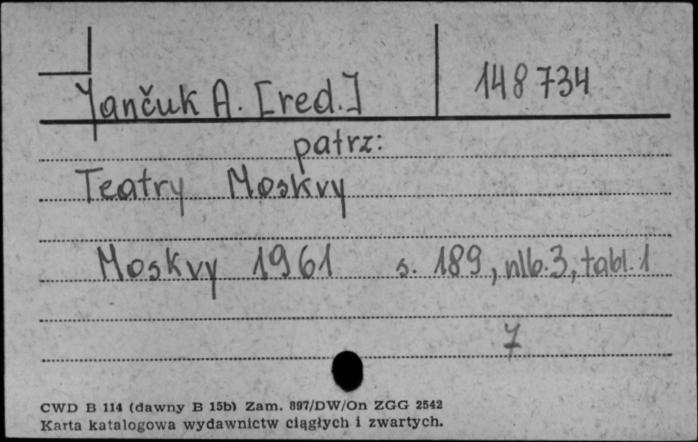 Yančuk A. [red.] 148734
patrz:
Teatry Moskvy
Moskvy 1961 s. 189, nlb.3, tabl.1
7
CWD B 114 (dawny B 15b) Zam. 897/DW/On ZGG 2542
Karta katalogowa wydawnictw ciągłych i zwartych.